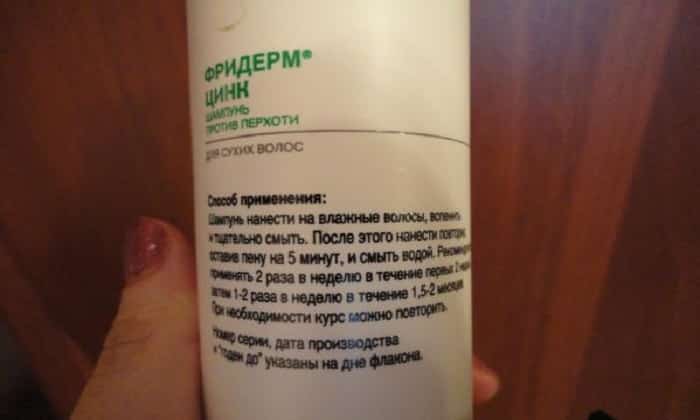 ФРИДЕРМ®
ЦИНК
ШАМПУНЬ
ПРОТИВ ПЕРХОТИ
ДЛЯ СУХИХ ВОЛОС
Способ применения:
Шампунь нанести на влажные волосы,
и тщательно смыть. После этого нанести
оставив пену на 5 минут, и смыть водой.
применять 2 раза в неделю в течение первых 2
затем 1-2 раза в неделю в течение 1,5-2 месяцев
При необходимости курс можно повторить.
Номер серии, дата производства
и "годен до" указаны на дне флакона.